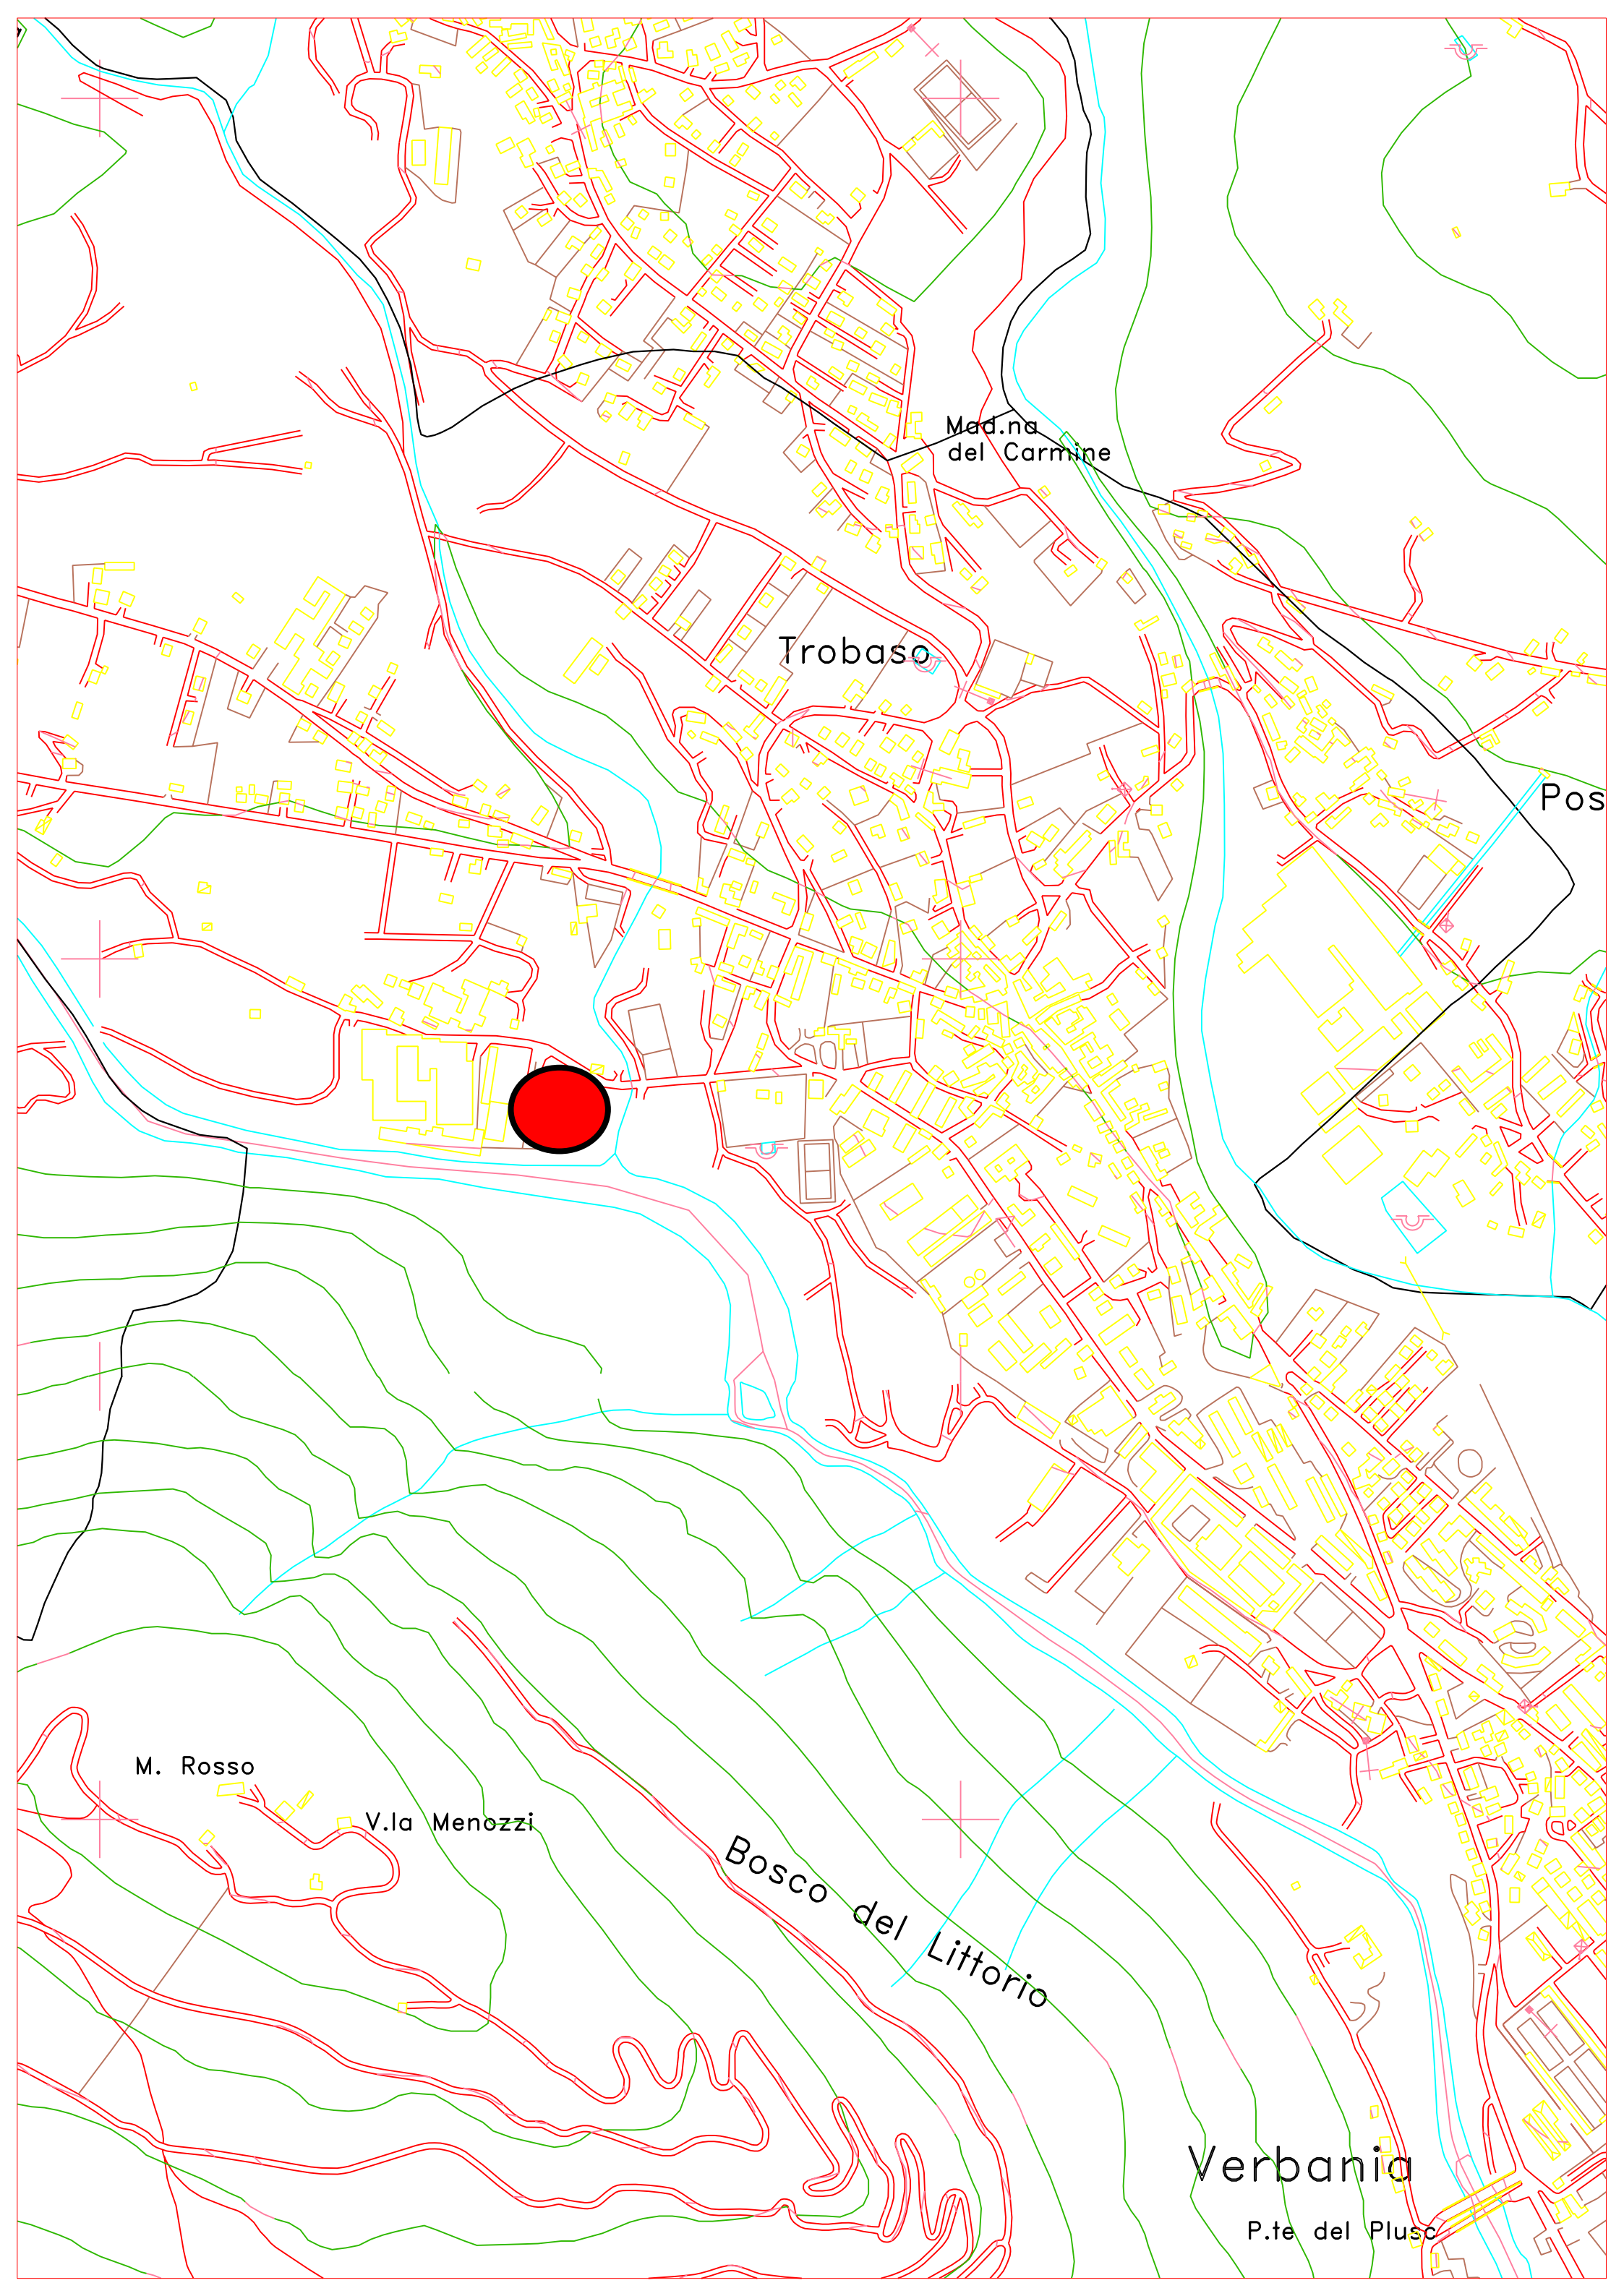 Mad.na
del Carmine
Trobaso
Pos
M. Rosso
V.la Menozzi
Bosco del Littorio
Verbania
P.te del Plusc